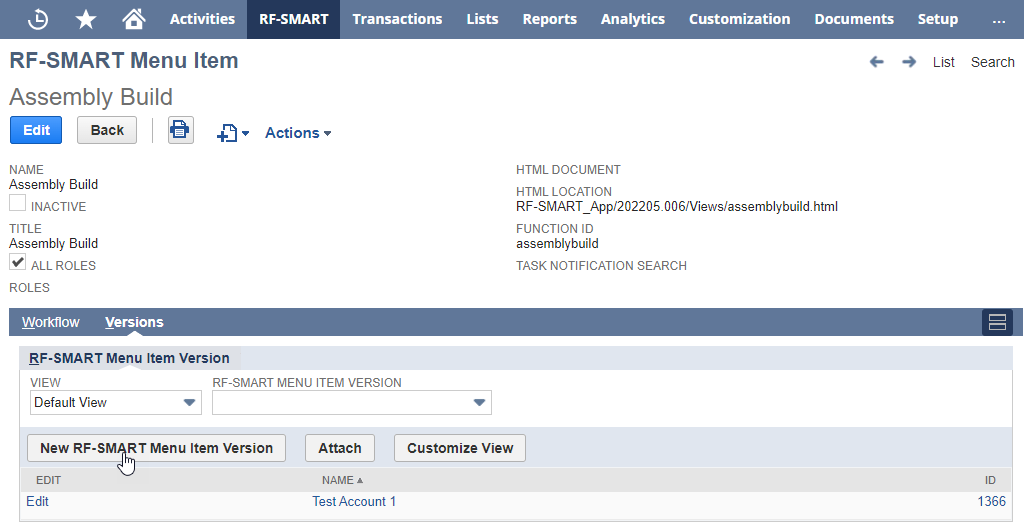 Activities RF-SMART Transactions Lists Reports Analytics Customization Documents Setup ...
RF-SMART Menu Item
List Search
Assembly Build
Edit Back Actions
NAME
Assembly Build
INACTIVE
TITLE
Assembly Build
ALL ROLES
ROLES
HTML DOCUMENT
HTML LOCATION
RF-SMART_App/202205.006/Views/assemblybuild.html
FUNCTION ID
assemblybuild
TASK NOTIFICATION SEARCH
Workflow Versions
RF-SMART Menu Item Version
VIEW RF-SMART MENU ITEM VERSION
Default View
New RF-SMART Menu Item Version Attach Customize View
EDIT NAME ▲ ID
Edit Test Account 1 1366